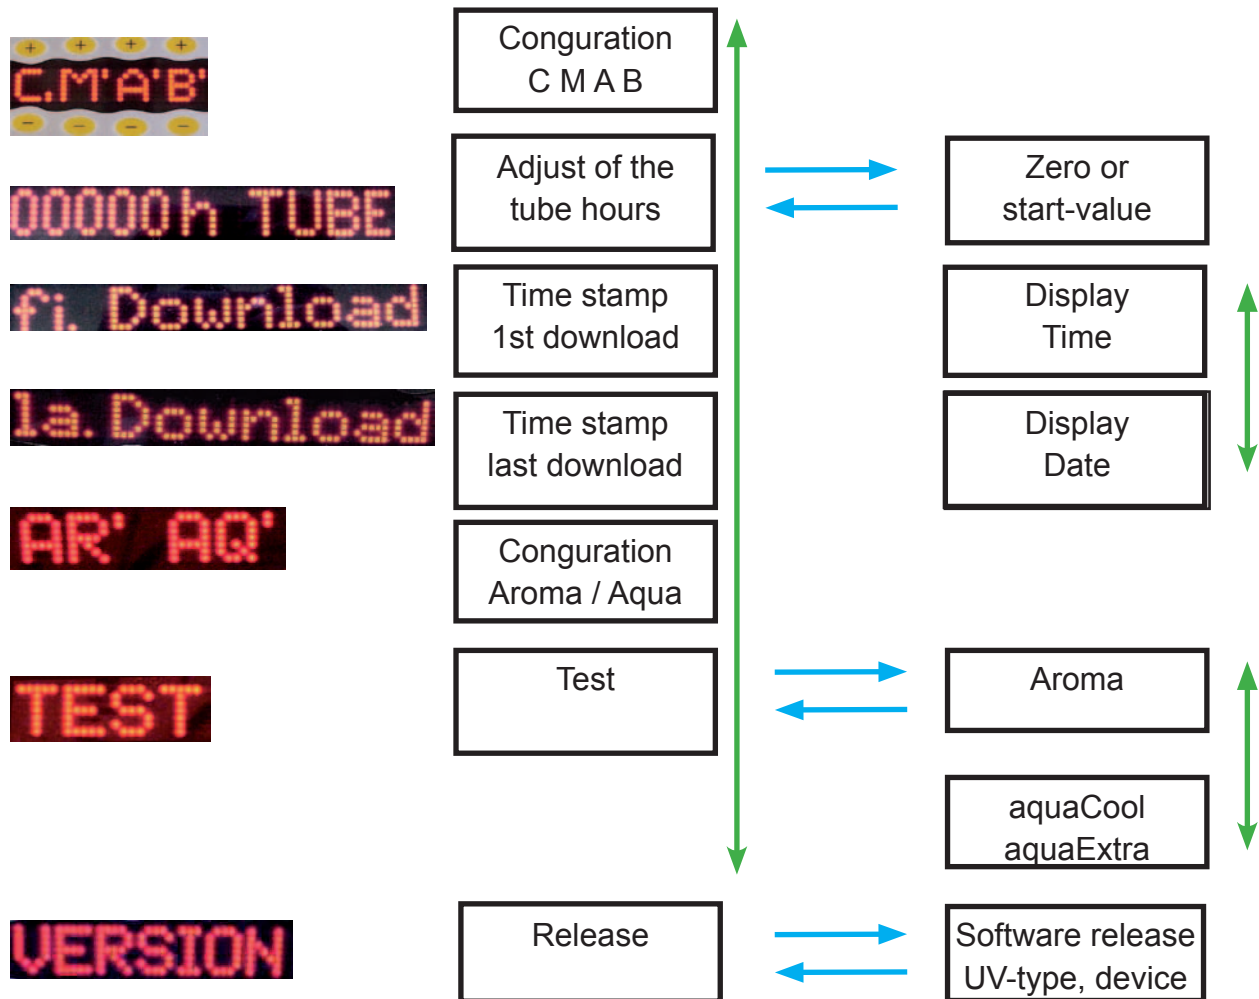 + + + +
C.M'A'B'
- - - -
Conguration
C M A B
00000h TUBE
Adjust of the
tube hours
Zero or
start-value
fi. Download
Time stamp
1st download
Display
Time
la. Download
Time stamp
last download
Display
Date
AR' AQ'
Conguration
Aroma / Aqua
TEST
Test
Aroma
aquaCool
aquaExtra
VERSION
Release
Software release
UV-type, device